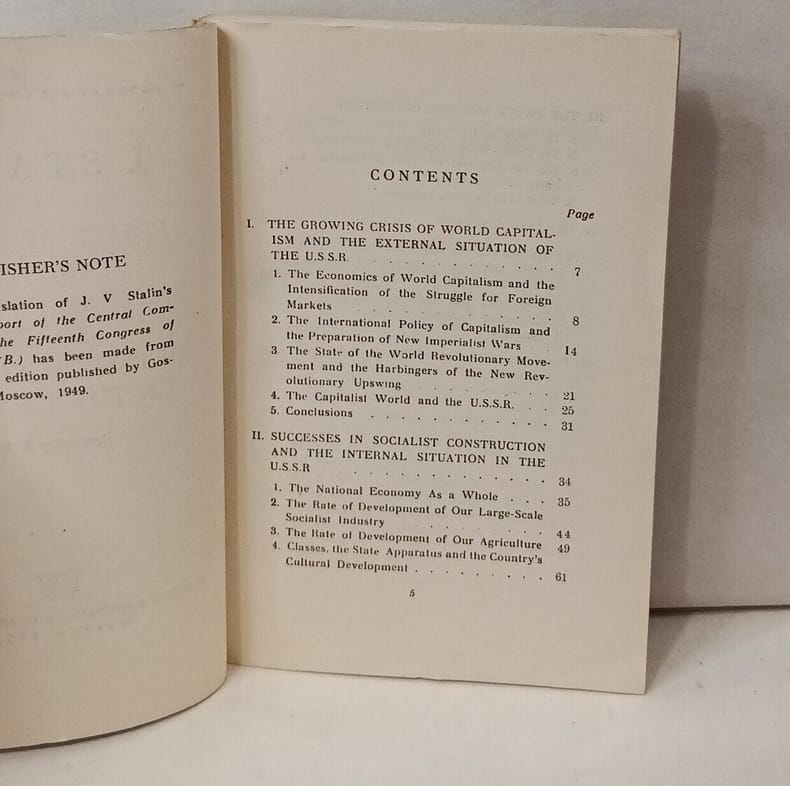 ISHER'S NOTE
slation of J. V Stalin's
port of the Central Com-
he Fifteenth Congress of
B.) has been made from
edition published by Gos-
Moscow, 1949.
CONTENTS
Page
I. THE GROWING CRISIS OF WORLD CAPITAL-
ISM AND THE EXTERNAL SITUATION OF
THE U.S.S.R. . . . . . . . . . . . 7
1. The Economics of World Capitalism and the
Intensification of the Struggle for Foreign
Markets . . . . . . . . . . . 8
2. The International Policy of Capitalism and
the Preparation of New Imperialist Wars . . 14
3 The State of the World Revolutionary Move-
ment and the Harbingers of the New Rev-
olutionary Upswing . . . . . . . 21
4. The Capitalist World and the U.S.S.R. . . 25
5. Conclusions . . . . . . . . . . 31
II. SUCCESSES IN SOCIALIST CONSTRUCTION
AND THE INTERNAL SITUATION IN THE
U.S.S.R . . . . . . . . . . . . 34
1. The National Economy As a Whole . . . 35
2. The Rate of Development of Our Large-Scale
Socialist Industry . . . . . . . . 44
3. The Rate of Development of Our Agriculture 49
4. Classes, the State Apparatus and the Country's
Cultural Development . . . . . . . . 61
5